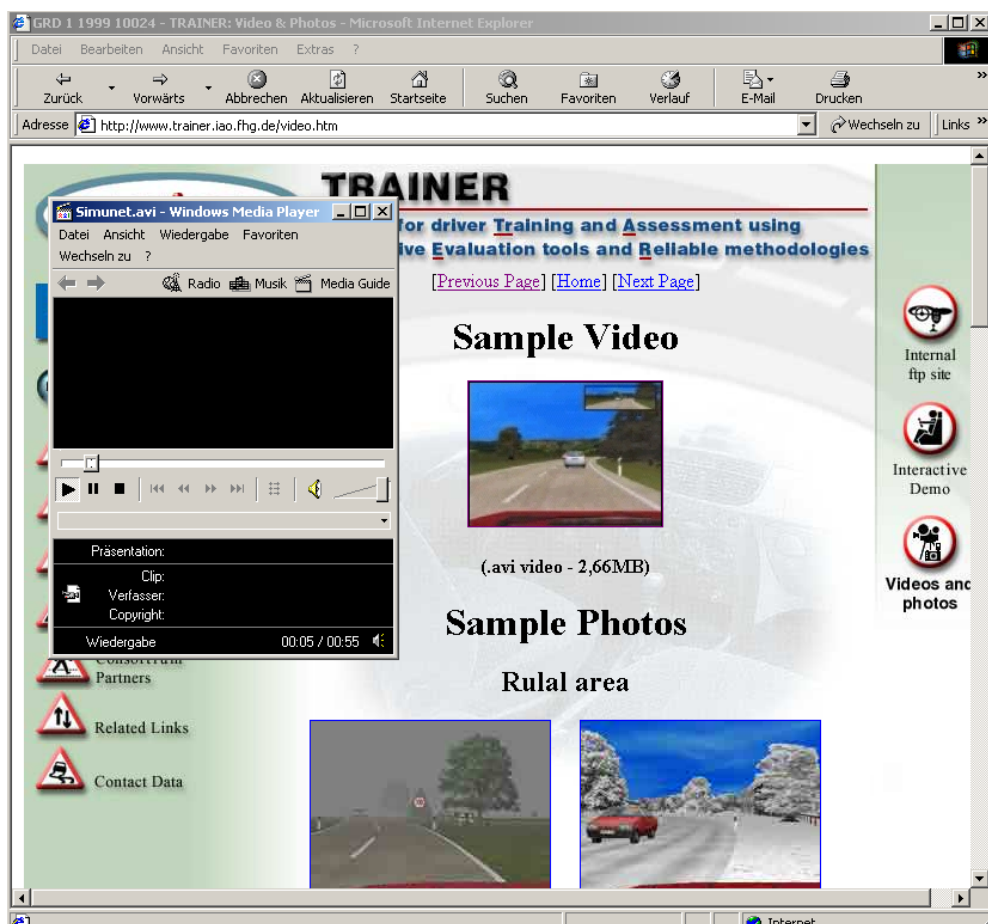 GRD 1 1999 10024 - TRAINER: Video & Photos - Microsoft Internet Explorer
Datei Bearbeiten Ansicht Favoriten Extras ?
Zurück Vorwärts Abbrechen Aktualisieren Startseite Suchen Favoriten Verlauf E-Mail Drucken
Adresse http://www.trainer.iao.fhg.de/video.htm Wechseln zu Links
TRAINER
for driver Training and Assessment using
ive Evaluation tools and Reliable methodologies
[Previous Page] [Home] [Next Page]
Simunet.avi - Windows Media Player
Datei Ansicht Wiedergabe Favoriten
Wechseln zu ?
Radio Musik Media Guide
Präsentation:
Clip:
Verfasser:
Copyright:
Wiedergabe 00:05 / 00:55
Sample Video
(.avi video - 2,66MB)
Sample Photos
Rulal area
Internal
ftp site
Interactive
Demo
Videos and
photos
Consortium
Partners
Related Links
Contact Data
Internet